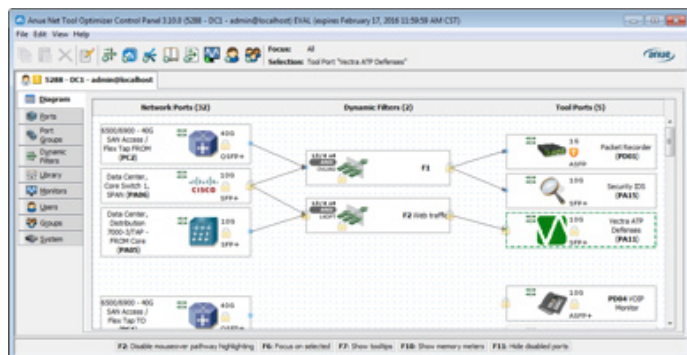 Anue Net Tool Optimizer Control Panel 3.10.0 (5288 - DC1 - admin@localhost) EVAL (expires February 17, 2016 11:59:59 AM CST)
File Edit View Help
Focus: All
Selection: Tool Port "Vectra ATP Defenses"
anue
5288 - DC1 - admin@localhost
Diagram
Ports
Port Groups
Dynamic Filters
Library
Monitors
Users
Groups
System
Network Ports (32)
Dynamic Filters (2)
Tool Ports (5)
6500/6900 - 40G
SAN Access /
Flex Tap FROM
(PC2)
40G
QSFP+
Data Center,
Core Switch 1,
SPAN (PA06)
CISCO
10G
SFP+
Data Center,
Distribution
7000-3/TAP -
FROM Core
(PA05)
10G
SFP+
6500/6900 - 40G
SAN Access /
Flex Tap TO
40G
F1
F2 Web traffic
1G
SFP
Packet Recorder
(PD01)
10G
SFP+
Security IDS
(PA15)
10G
SFP+
Vectra ATP
Defenses
(PA11)
10G
PD04 VOIP
Monitor
F2: Disable mouseover pathway highlighting F6: Focus on selected F7: Show tooltips F10: Show memory meters F11: Hide disabled ports